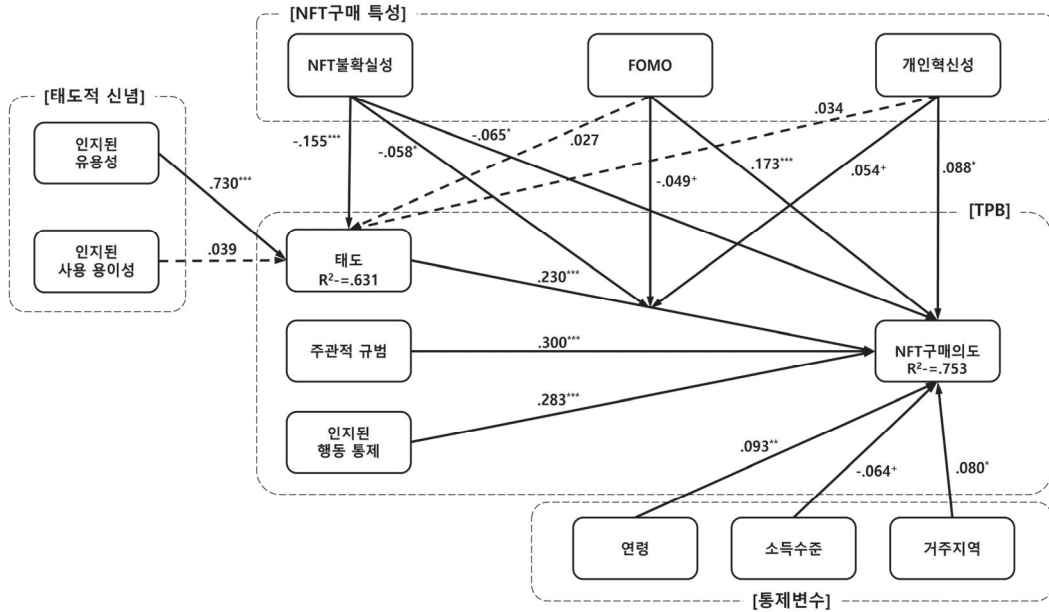 [NFT구매 특성]
NFT불확실성
FOMO
개인혁신성
[태도적 신념]
인지된
유용성
인지된
사용 용이성
.730***
.039
-.155***
-.058*
-.065*
.027
-.049+
.173***
.034
.054+
.088*
[TPB]
태도
R²-=.631
.230***
주관적 규범
.300***
NFT구매의도
R²-=.753
인지된
행동 통제
.283***
.093**
-.064+
.080*
연령
소득수준
거주지역
[통제변수]